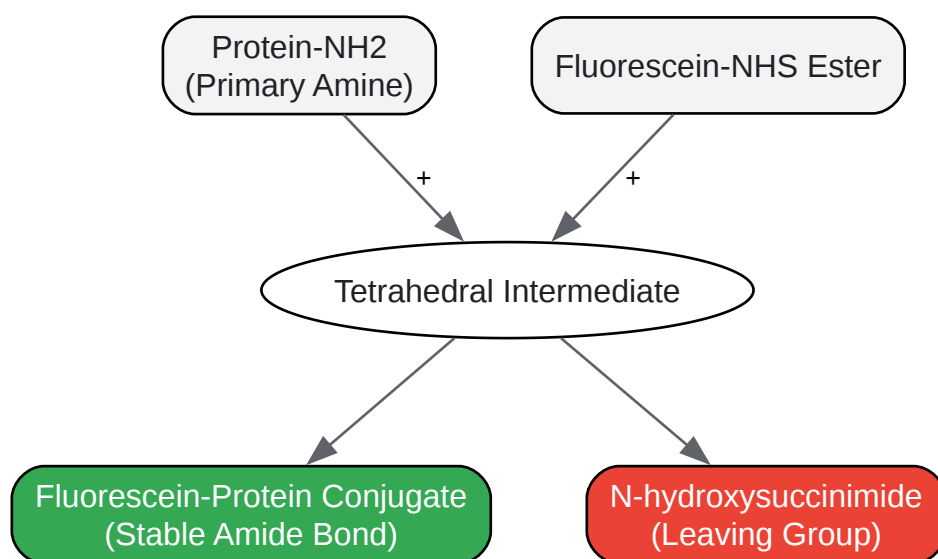 Protein-NH2
(Primary Amine)
Fluorescein-NHS Ester
+
+
Tetrahedral Intermediate
Fluorescein-Protein Conjugate
(Stable Amide Bond)
N-hydroxysuccinimide
(Leaving Group)